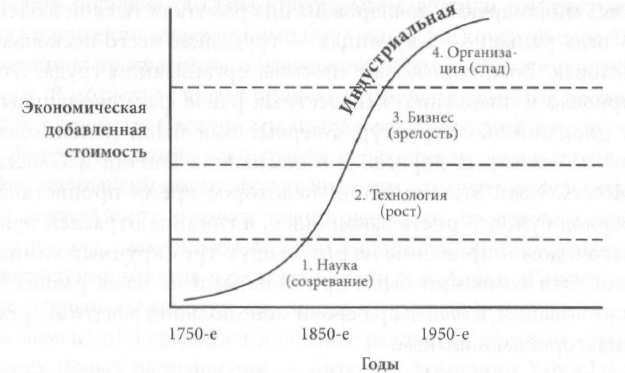 Индустриальная
4. Организа-
ция (спад)
3. Бизнес
(зрелость)
добавленная
стоимость
2. Технология
(рост)
1. Наука
(созревание)
1750-е 1850-е 1950-е
Годы